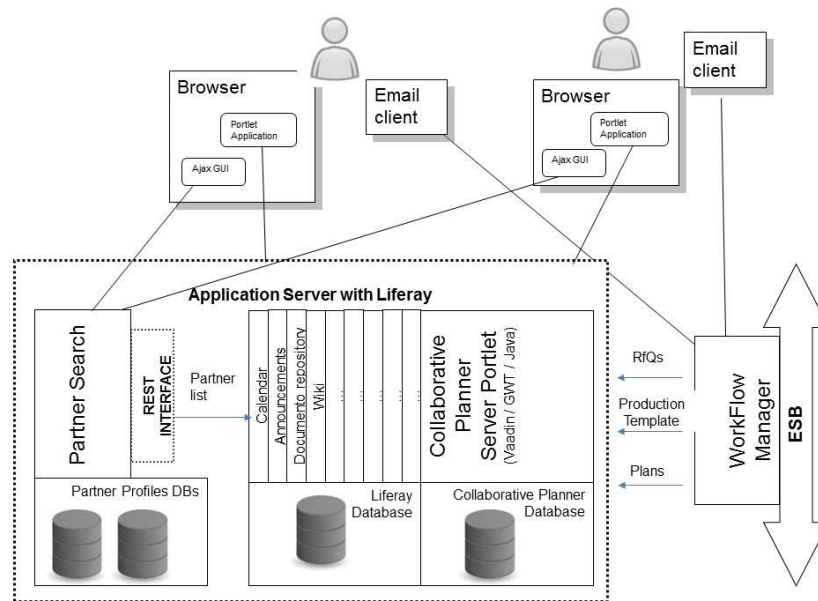 Email
client
Browser
Portlet
Application
Ajax GUI
Email
client
Browser
Portlet
Application
Ajax GUI
Application Server with Liferay
Partner Search
REST
INTERFACE
Partner
list
Calendar
Announcements
Documento repository
Wiki
...
...
...
...
...
Collaborative
Planner
Server Portlet
(Vaadin / GWT / Java)
RfQs
Production
Template
Plans
WorkFlow
Manager
ESB
Partner Profiles DBs
Liferay
Database
Collaborative Planner
Database